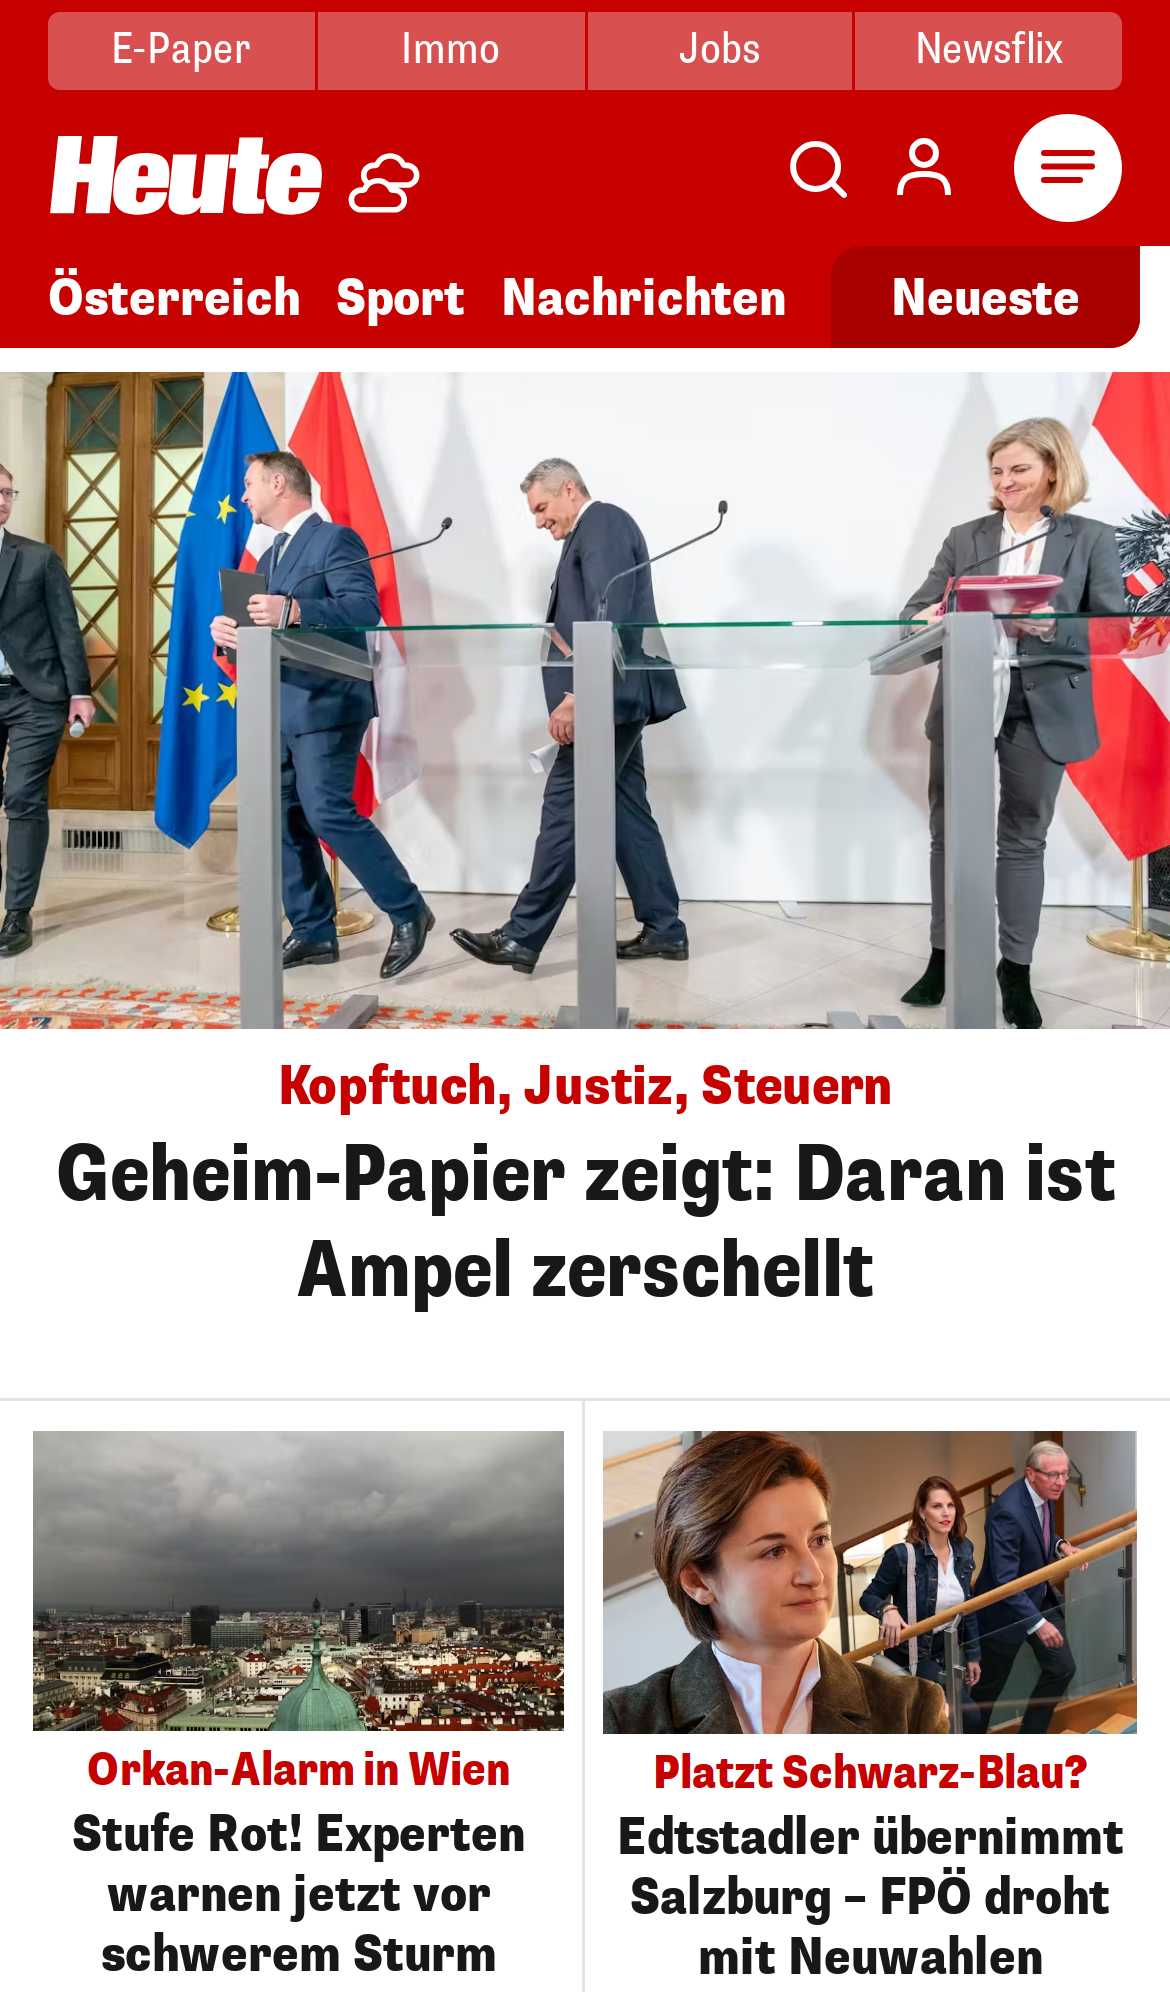 E-Paper Immo Jobs Newsflix
Heute
Österreich Sport Nachrichten Neueste
Kopftuch, Justiz, Steuern
Geheim-Papier zeigt: Daran ist
Ampel zerschellt
Orkan-Alarm in Wien
Stufe Rot! Experten
warnen jetzt vor
schwerem Sturm
Platzt Schwarz-Blau?
Edtstadler übernimmt
Salzburg – FPÖ droht
mit Neuwahlen